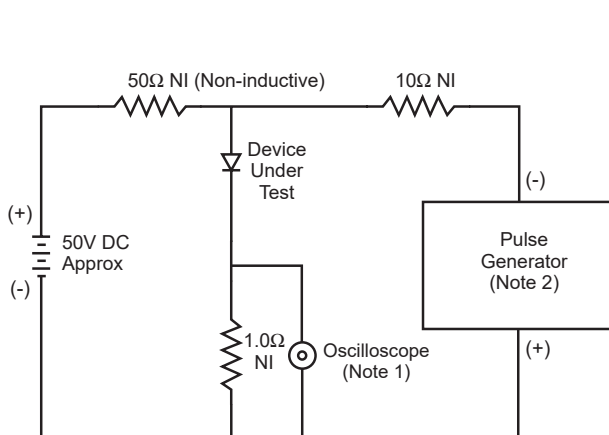 50Ω NI (Non-inductive)
10Ω NI
Device
Under
Test
(-)
(+)
50V DC
Approx
(-)
Pulse
Generator
(Note 2)
1.0Ω
NI
Oscilloscope
(Note 1)
(+)